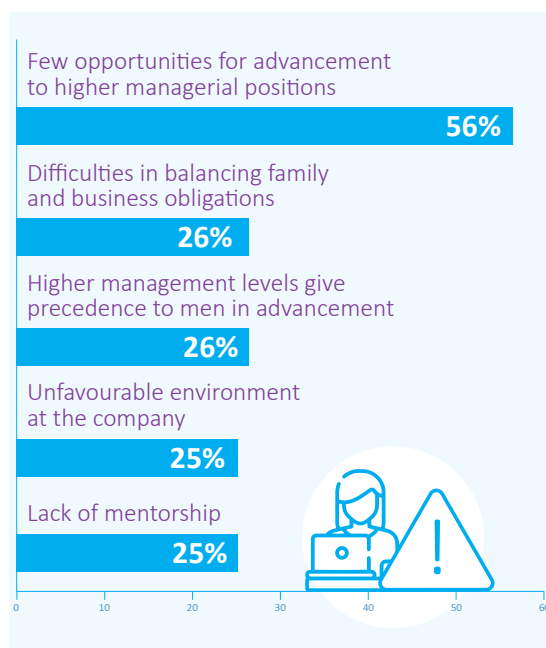 Few opportunities for advancement
to higher managerial positions
56%
Difficulties in balancing family
and business obligations
26%
Higher management levels give
precedence to men in advancement
26%
Unfavourable environment
at the company
25%
Lack of mentorship
25%
!
0 10 20 30 40 50 60